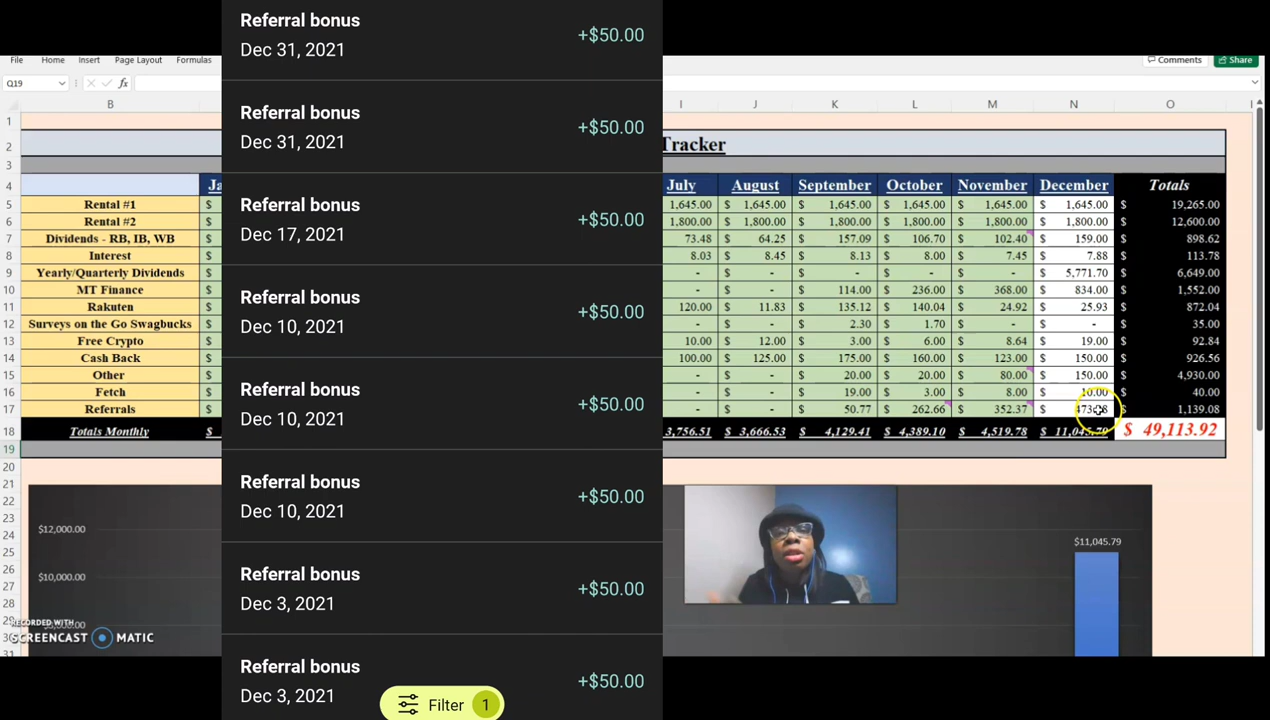 File Home Insert Page Layout Formulas Comments Share
Q19 fx
B I J K L M N O
1
2 Tracker
3
4 Ja July August September October November December Totals
5 Rental #1 $ 1,645.00 $ 1,645.00 $ 1,645.00 $ 1,645.00 $ 1,645.00 $ 1,645.00 $ 19,265.00
6 Rental #2 $ 1,800.00 $ 1,800.00 $ 1,800.00 $ 1,800.00 $ 1,800.00 $ 1,800.00 $ 12,600.00
7 Dividends - RB, IB, WB $ 73.48 $ 64.25 $ 157.09 $ 106.70 $ 102.40 $ 159.00 $ 898.62
8 Interest $ 8.03 $ 8.45 $ 8.13 $ 8.00 $ 7.45 $ 7.88 $ 113.78
9 Yearly/Quarterly Dividends $ - $ - $ - $ - $ - $ 5,771.70 $ 6,649.00
10 MT Finance $ - $ - $ 114.00 $ 236.00 $ 368.00 $ 834.00 $ 1,552.00
11 Rakuten $ 120.00 $ 11.83 $ 135.12 $ 140.04 $ 24.92 $ 25.93 $ 872.04
12 Surveys on the Go Swagbucks $ - $ - $ 2.30 $ 1.70 $ - $ - $ 35.00
13 Free Crypto $ 10.00 $ 12.00 $ 3.00 $ 6.00 $ 8.64 $ 19.00 $ 92.84
14 Cash Back $ 100.00 $ 125.00 $ 175.00 $ 160.00 $ 123.00 $ 150.00 $ 926.56
15 Other $ - $ - $ 20.00 $ 20.00 $ 80.00 $ 150.00 $ 4,930.00
16 Fetch $ - $ - $ 19.00 $ 3.00 $ 8.00 $ 10.00 $ 40.00
17 Referrals $ - $ - $ 50.77 $ 262.66 $ 352.37 $ $ 1,139.08
18 Totals Monthly $ 3,756.51 $ 3,666.53 $ 4,129.41 $ 4,389.10 $ 4,519.78 $ 11,045.79 $ 49,113.92
19
20
21
22
23 $12,000.00
24 $11,045.79
25
26 $10,000.00
27
28
29
30
31
RECORDED WITH
SCREENCAST MATIC
Referral bonus +$50.00
Dec 31, 2021
Referral bonus +$50.00
Dec 31, 2021
Referral bonus +$50.00
Dec 17, 2021
Referral bonus +$50.00
Dec 10, 2021
Referral bonus +$50.00
Dec 10, 2021
Referral bonus +$50.00
Dec 10, 2021
Referral bonus +$50.00
Dec 3, 2021
Referral bonus +$50.00
Dec 3, 2021
Filter 1